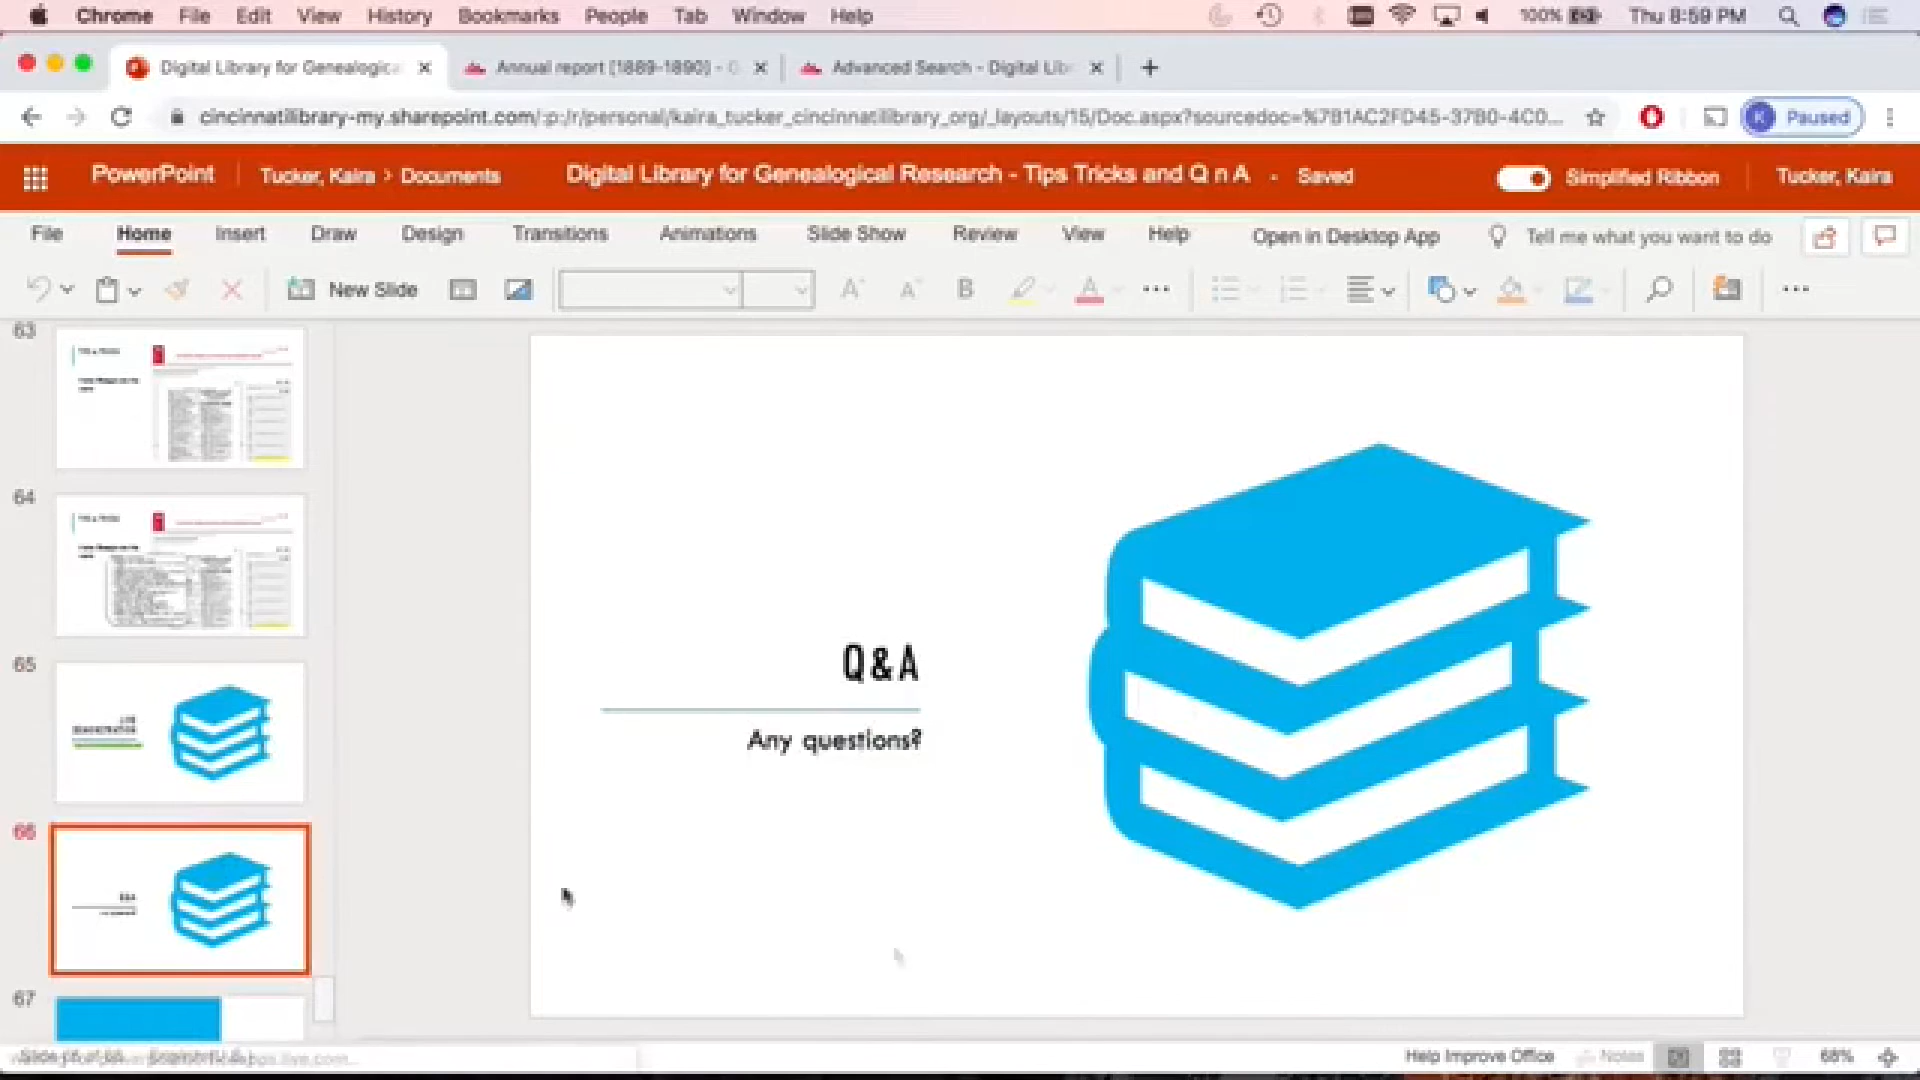 Chrome File Edit View History Bookmarks People Tab Window Help 100% Thu 8:59 PM
Digital Library for Genealogica Annual report (1889-1890) - Advanced Search - Digital Lib
cincinnatilibrary-my.sharepoint.com/:p:/r/personal/kaira_tucker_cincinnatilibrary_org/_layouts/15/Doc.aspx?sourcedoc=%7B1AC2FD45-37B0-4C0... K Paused
PowerPoint Tucker, Kaira > Documents Digital Library for Genealogical Research - Tips Tricks and Q n A - Saved Simplified Ribbon Tucker, Kaira
File Home Insert Draw Design Transitions Animations Slide Show Review View Help Open in Desktop App Tell me what you want to do
New Slide A A B A ...
63
64
65
66
67
Q&A
Any questions?
Help Improve Office Notes 68%